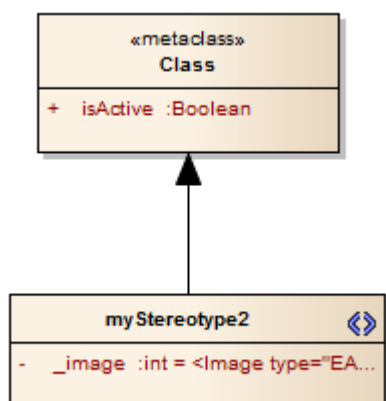 «metaclass»
Class
+ isActive :Boolean
myStereotype2
- _image :int = <Image type="EA...